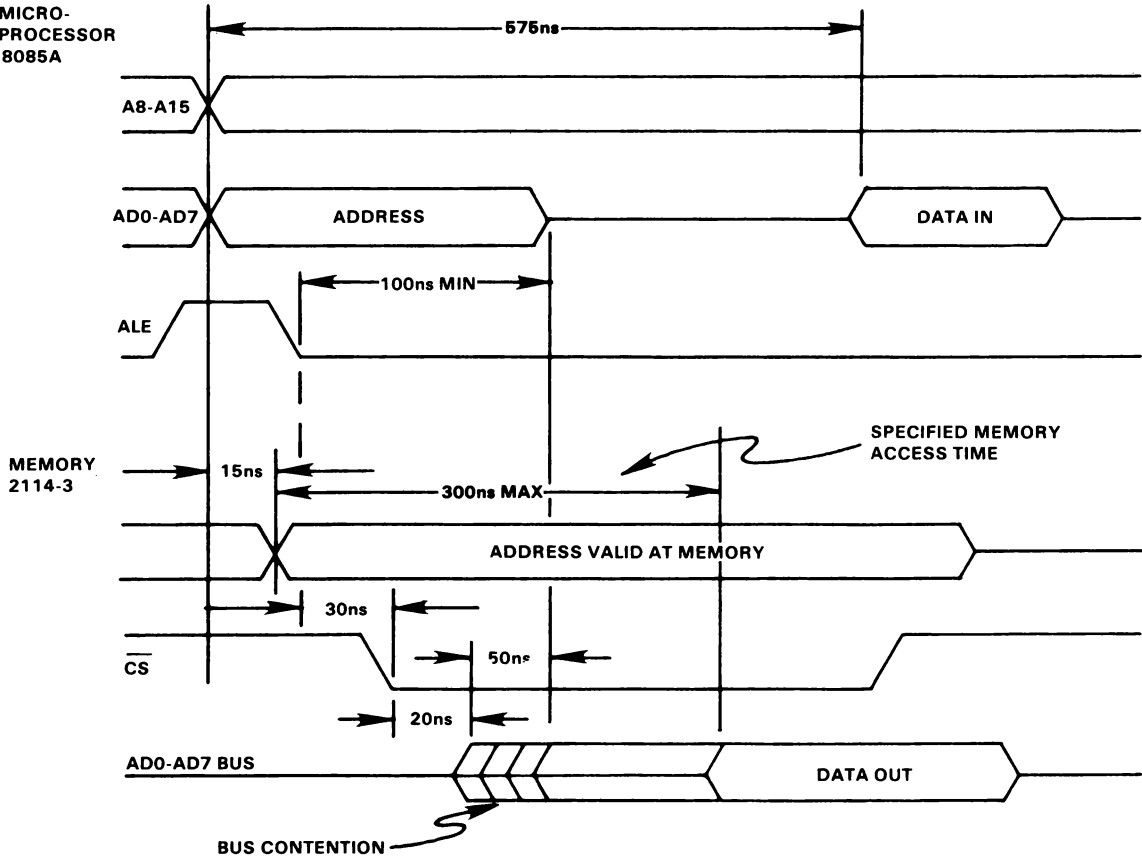 MICRO-
PROCESSOR
8085A
575ns
A8-A15
AD0-AD7
ADDRESS
DATA IN
100ns MIN
ALE
SPECIFIED MEMORY
ACCESS TIME
MEMORY
2114-3
15ns
300ns MAX
ADDRESS VALID AT MEMORY
30ns
CS
50ns
20ns
AD0-AD7 BUS
DATA OUT
BUS CONTENTION